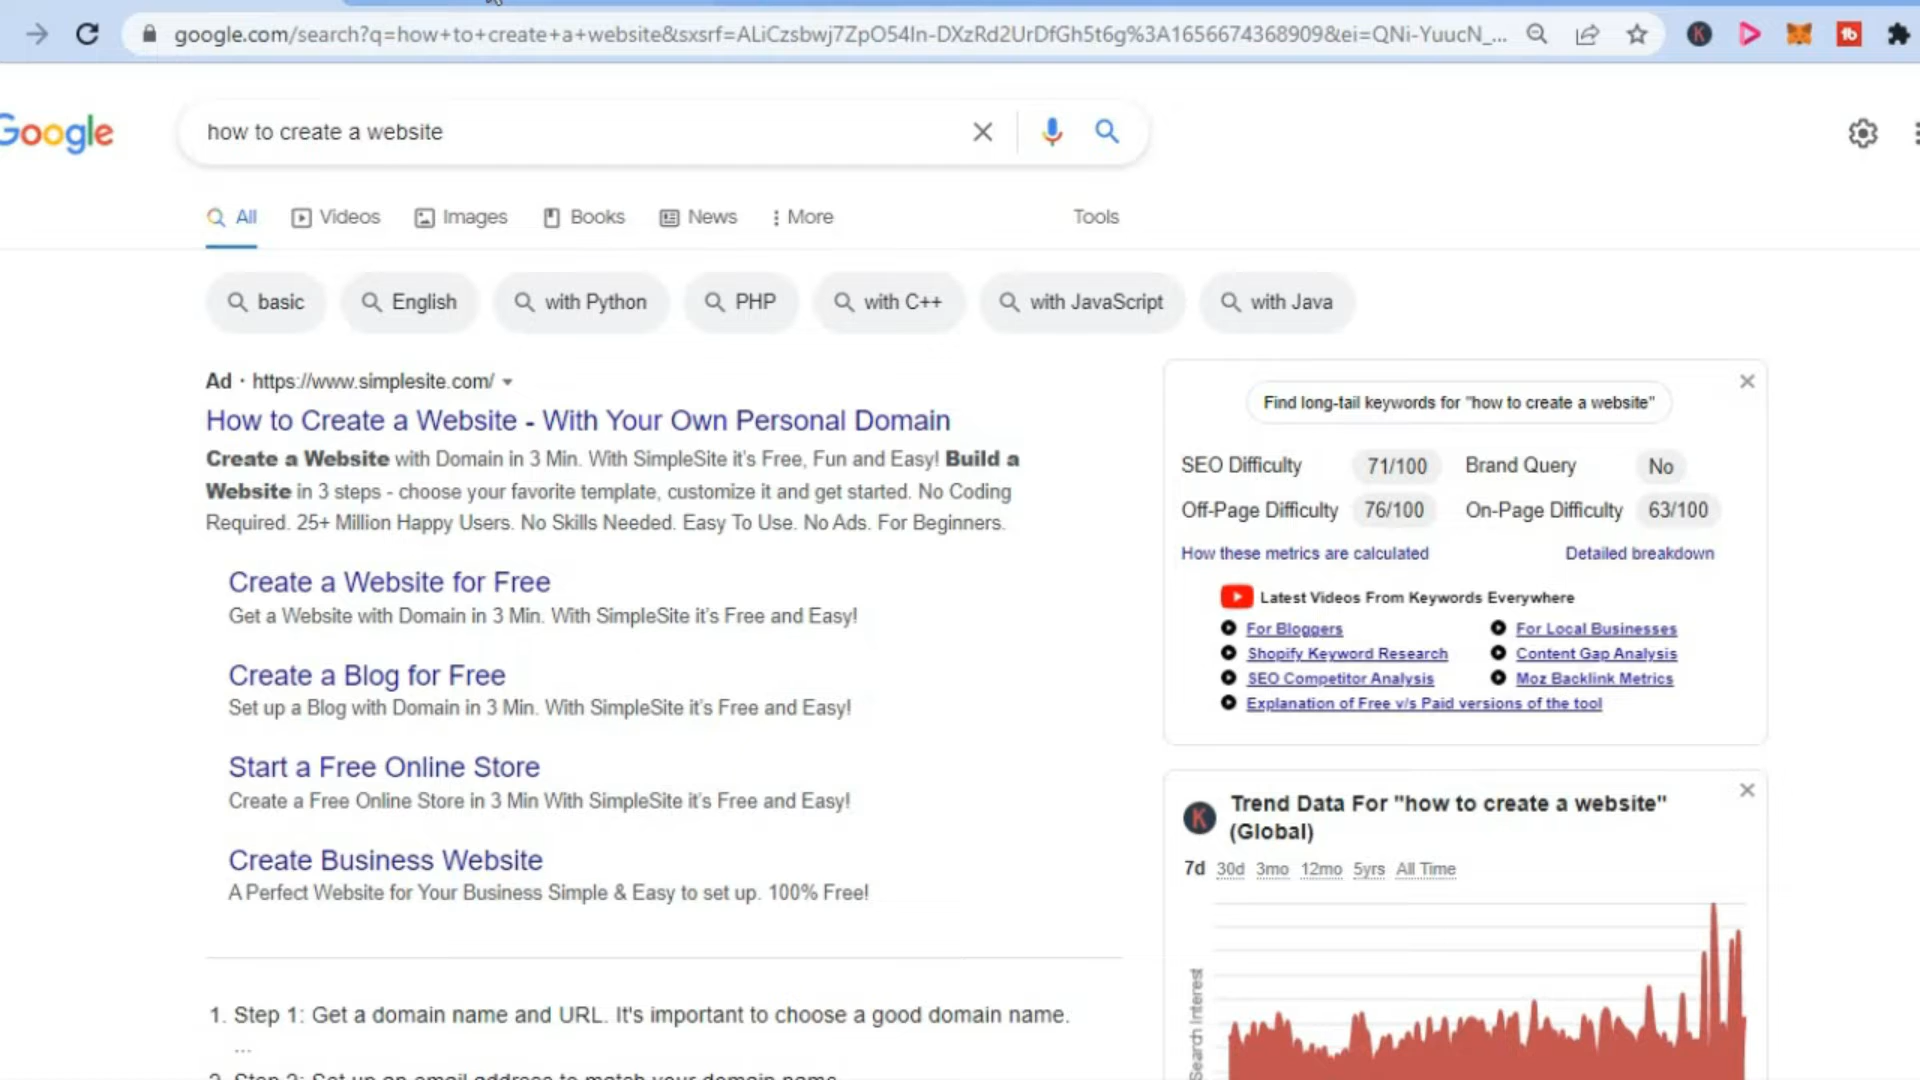 google.com/search?q=how+to+create+a+website&sxsrf=ALiCzsbwj7ZpO54In-DXzRd2UrDfGh5t6g%3A1656674368909&ei=QNi-YuucN_...
Google
how to create a website
All Videos Images Books News More Tools
basic English with Python PHP with C++ with JavaScript with Java
Ad · https://www.simplesite.com/
How to Create a Website - With Your Own Personal Domain
Create a Website with Domain in 3 Min. With SimpleSite it's Free, Fun and Easy! Build a
Website in 3 steps - choose your favorite template, customize it and get started. No Coding
Required. 25+ Million Happy Users. No Skills Needed. Easy To Use. No Ads. For Beginners.
Create a Website for Free
Get a Website with Domain in 3 Min. With SimpleSite it's Free and Easy!
Create a Blog for Free
Set up a Blog with Domain in 3 Min. With SimpleSite it's Free and Easy!
Start a Free Online Store
Create a Free Online Store in 3 Min With SimpleSite it's Free and Easy!
Create Business Website
A Perfect Website for Your Business Simple & Easy to set up. 100% Free!
1. Step 1: Get a domain name and URL. It's important to choose a good domain name.
...
2. Step 2: Set up an email address to match your domain name.
Find long-tail keywords for "how to create a website"
SEO Difficulty 71/100 Brand Query No
Off-Page Difficulty 76/100 On-Page Difficulty 63/100
How these metrics are calculated Detailed breakdown
Latest Videos From Keywords Everywhere
For Bloggers For Local Businesses
Shopify Keyword Research Content Gap Analysis
SEO Competitor Analysis Moz Backlink Metrics
Explanation of Free v/s Paid versions of the tool
K
Trend Data For "how to create a website"
(Global)
7d 30d 3mo 12mo 5yrs All Time
Search Interest